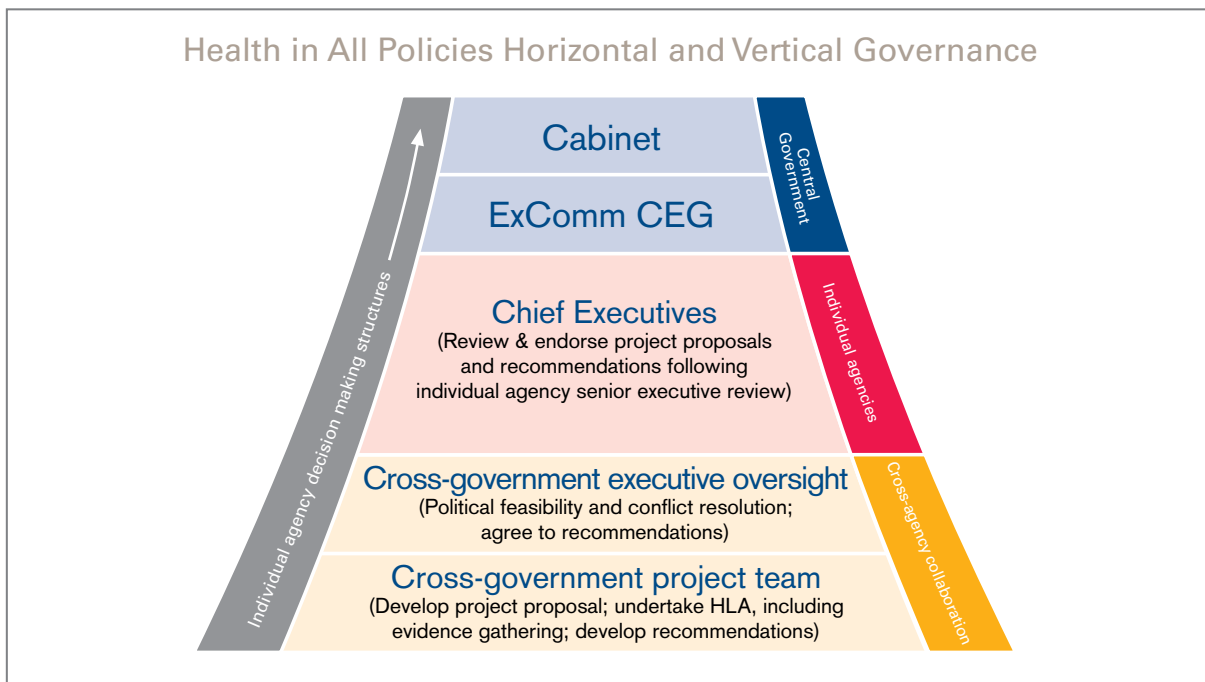 Health in All Policies Horizontal and Vertical Governance
Individual agency decision making structures
Cabinet
ExComm CEG
Central
Government
Chief Executives
(Review & endorse project proposals
and recommendations following
individual agency senior executive review)
Individual agencies
Cross-government executive oversight
(Political feasibility and conflict resolution;
agree to recommendations)
Cross-government project team
(Develop project proposal; undertake HLA, including
evidence gathering; develop recommendations)
Cross-agency collaboration